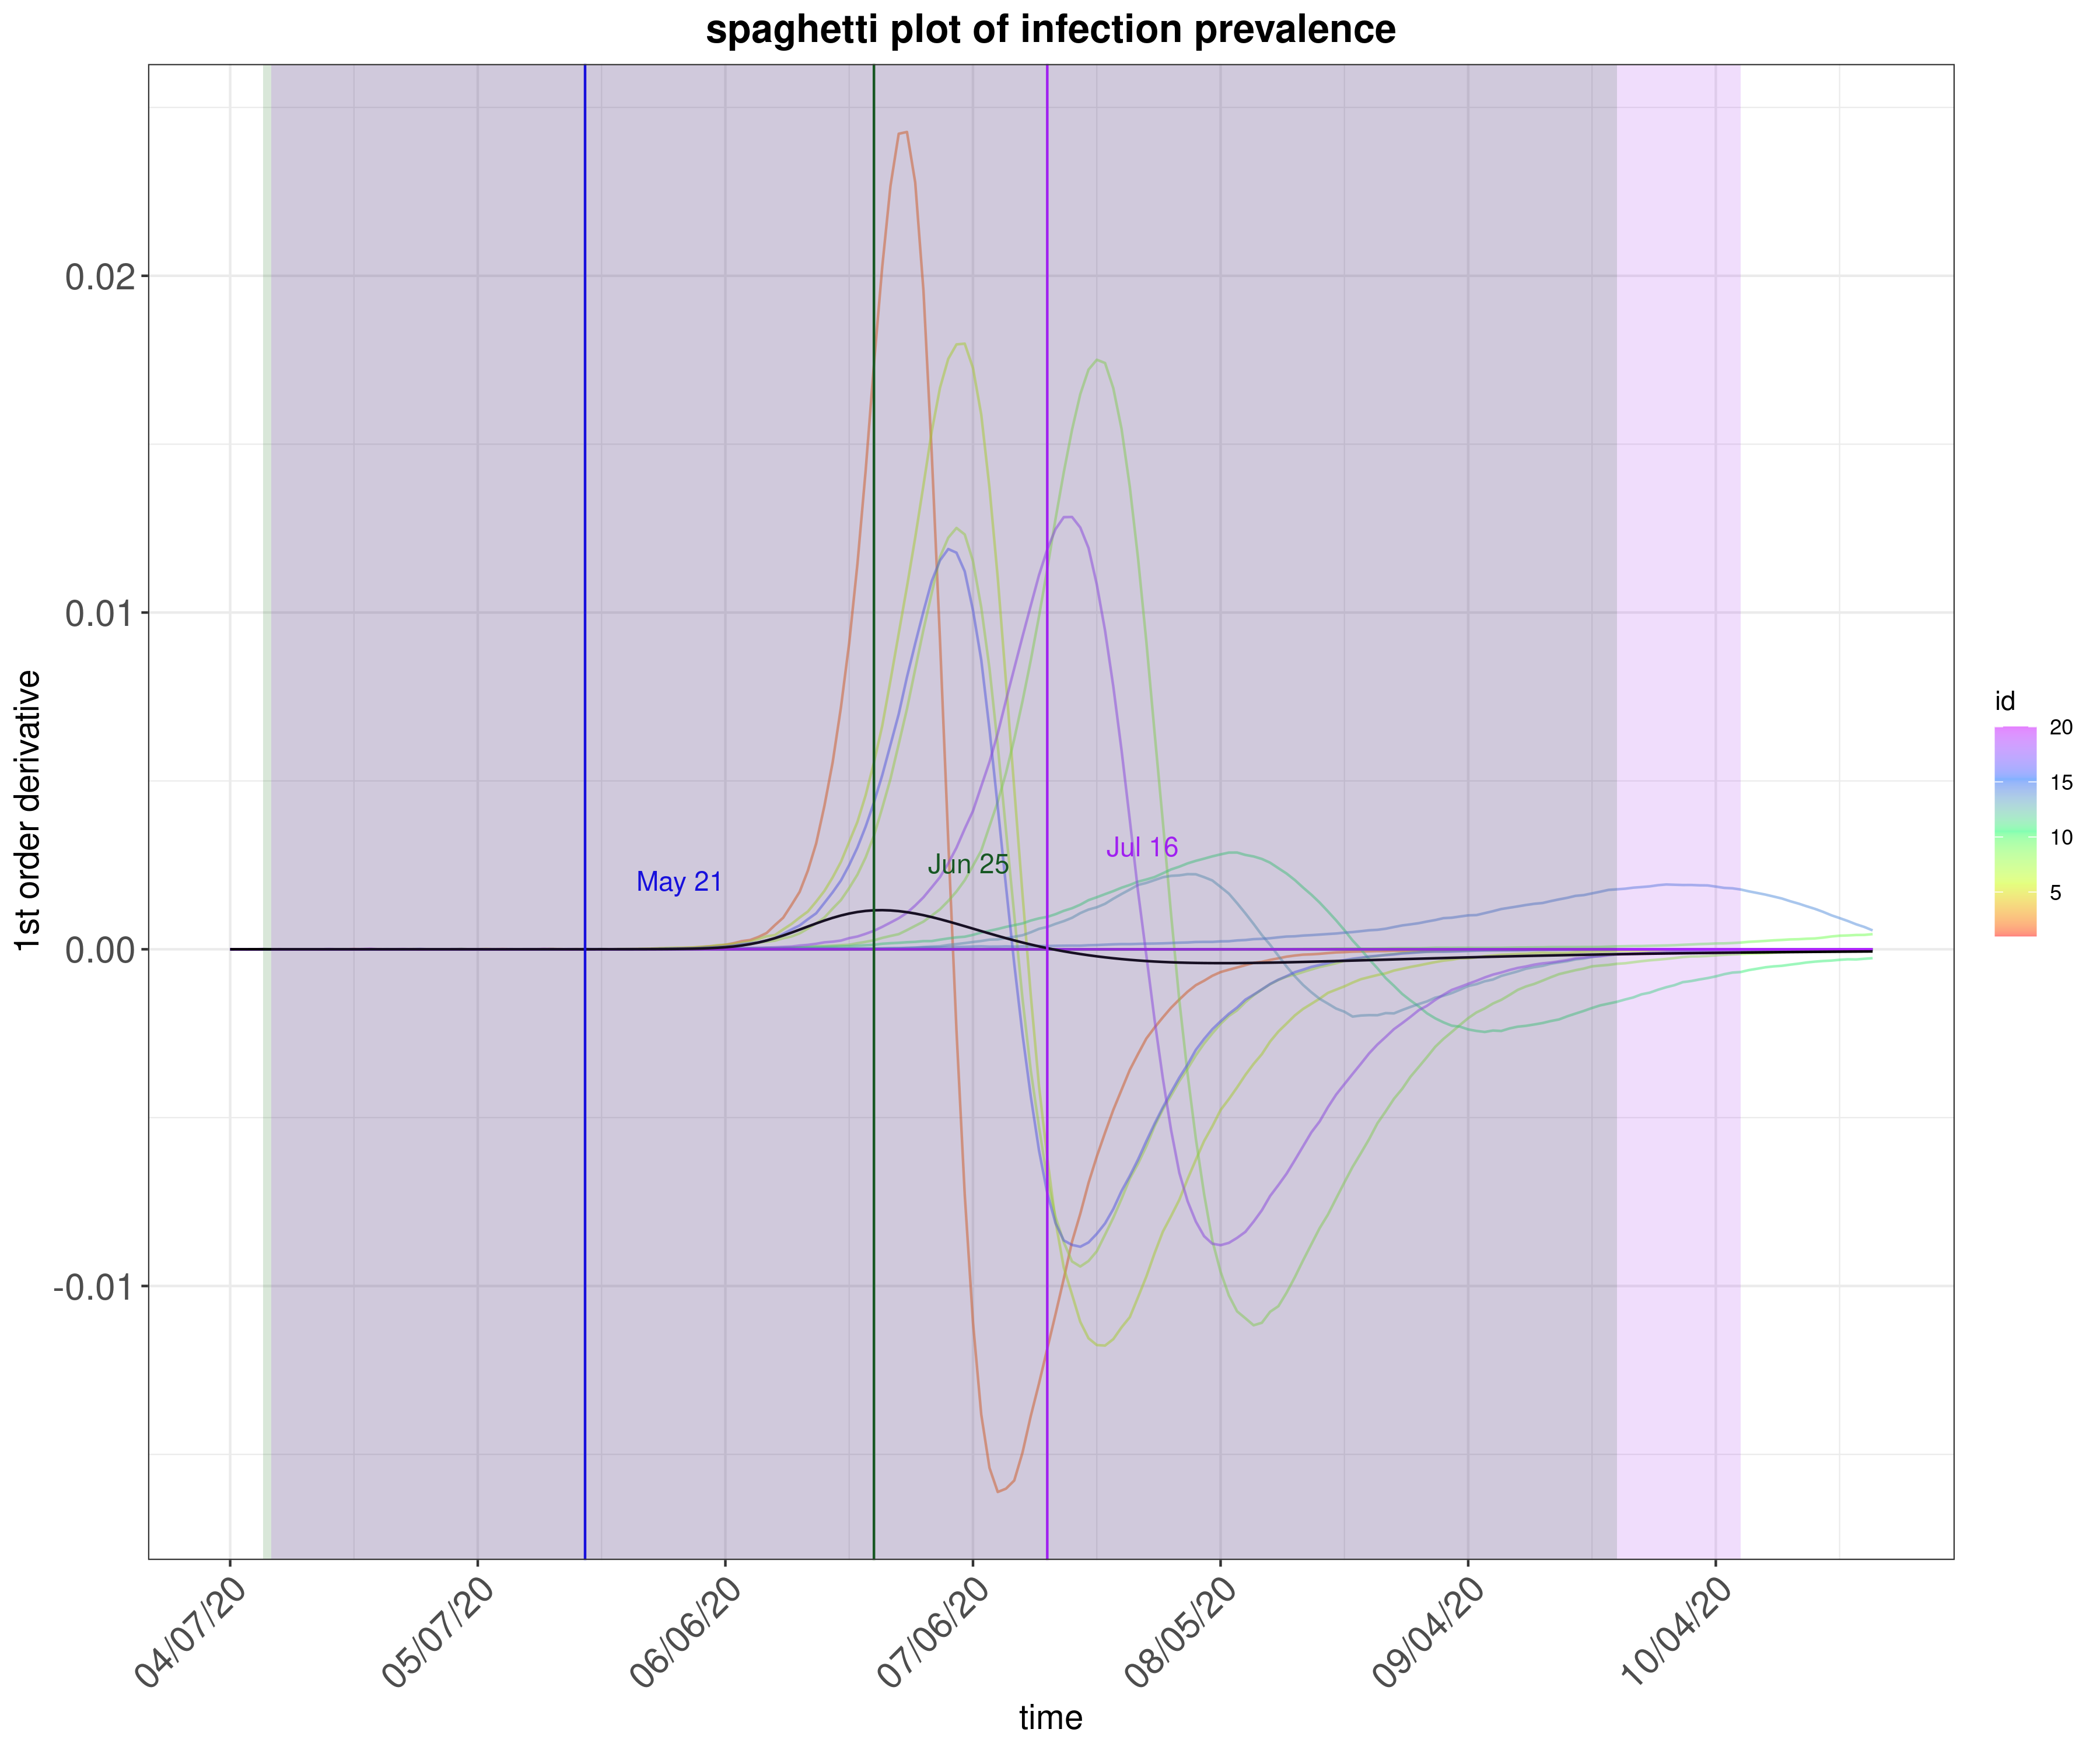 spaghetti plot of infection prevalence
1st order derivative
0.02
0.01
0.00
-0.01
May 21
Jun 25
Jul 16
04/07/20
05/07/20
06/06/20
07/06/20
08/05/20
09/04/20
10/04/20
time
id
20
15
10
5